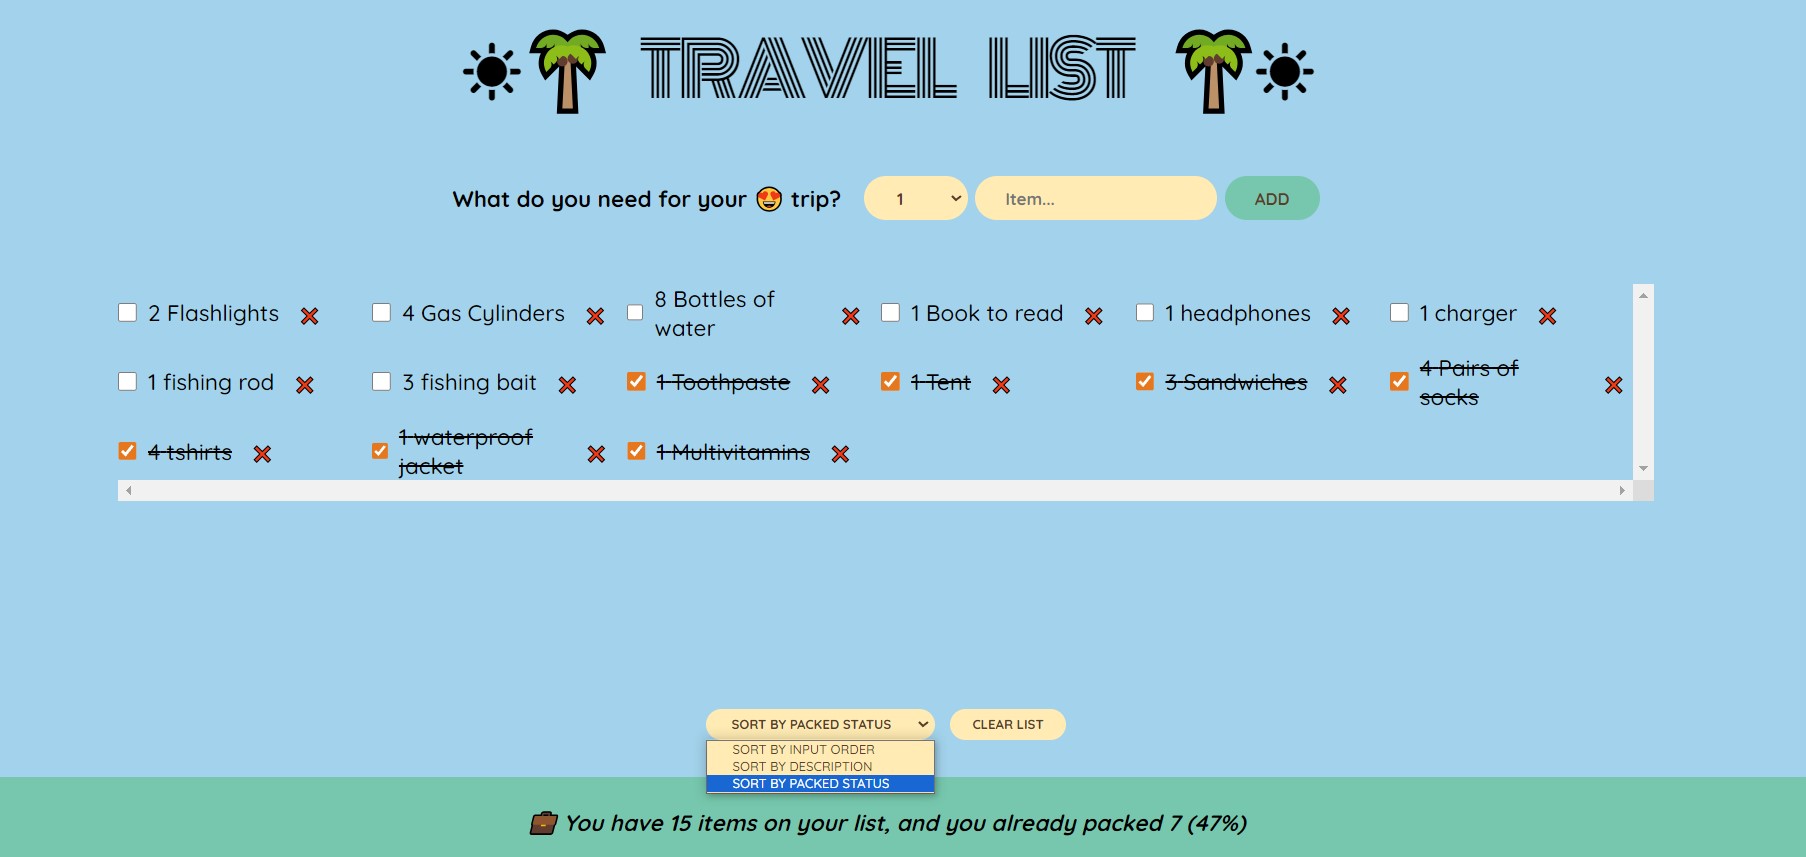 TRAVEL LIST
What do you need for your 😍 trip? 1 Item... ADD
2 Flashlights ❌ 4 Gas Cylinders ❌ 8 Bottles of water ❌ 1 Book to read ❌ 1 headphones ❌ 1 charger ❌
1 fishing rod ❌ 3 fishing bait ❌ 1 Toothpaste ❌ 1 Tent ❌ 3 Sandwiches ❌ 4 Pairs of socks ❌
4 tshirts ❌ 1 waterproof jacket ❌ 1 Multivitamins ❌
SORT BY PACKED STATUS CLEAR LIST
SORT BY INPUT ORDER
SORT BY DESCRIPTION
SORT BY PACKED STATUS
💼 You have 15 items on your list, and you already packed 7 (47%)